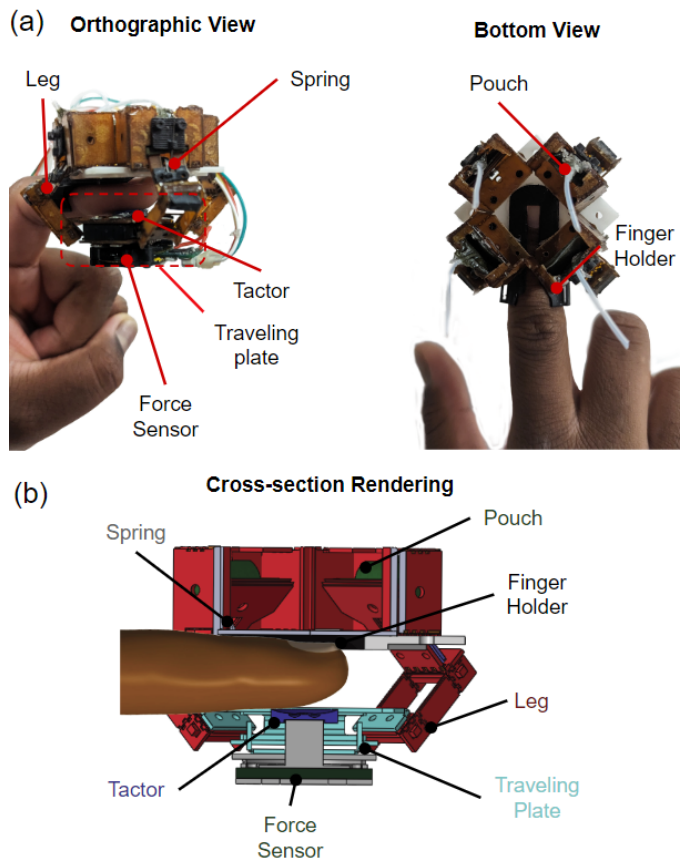 (a)
Orthographic View
Bottom View
Leg
Spring
Pouch
Finger
Holder
Tactor
Traveling
plate
Force
Sensor
(b)
Cross-section Rendering
Pouch
Spring
Finger
Holder
Leg
Tactor
Traveling
Plate
Force
Sensor